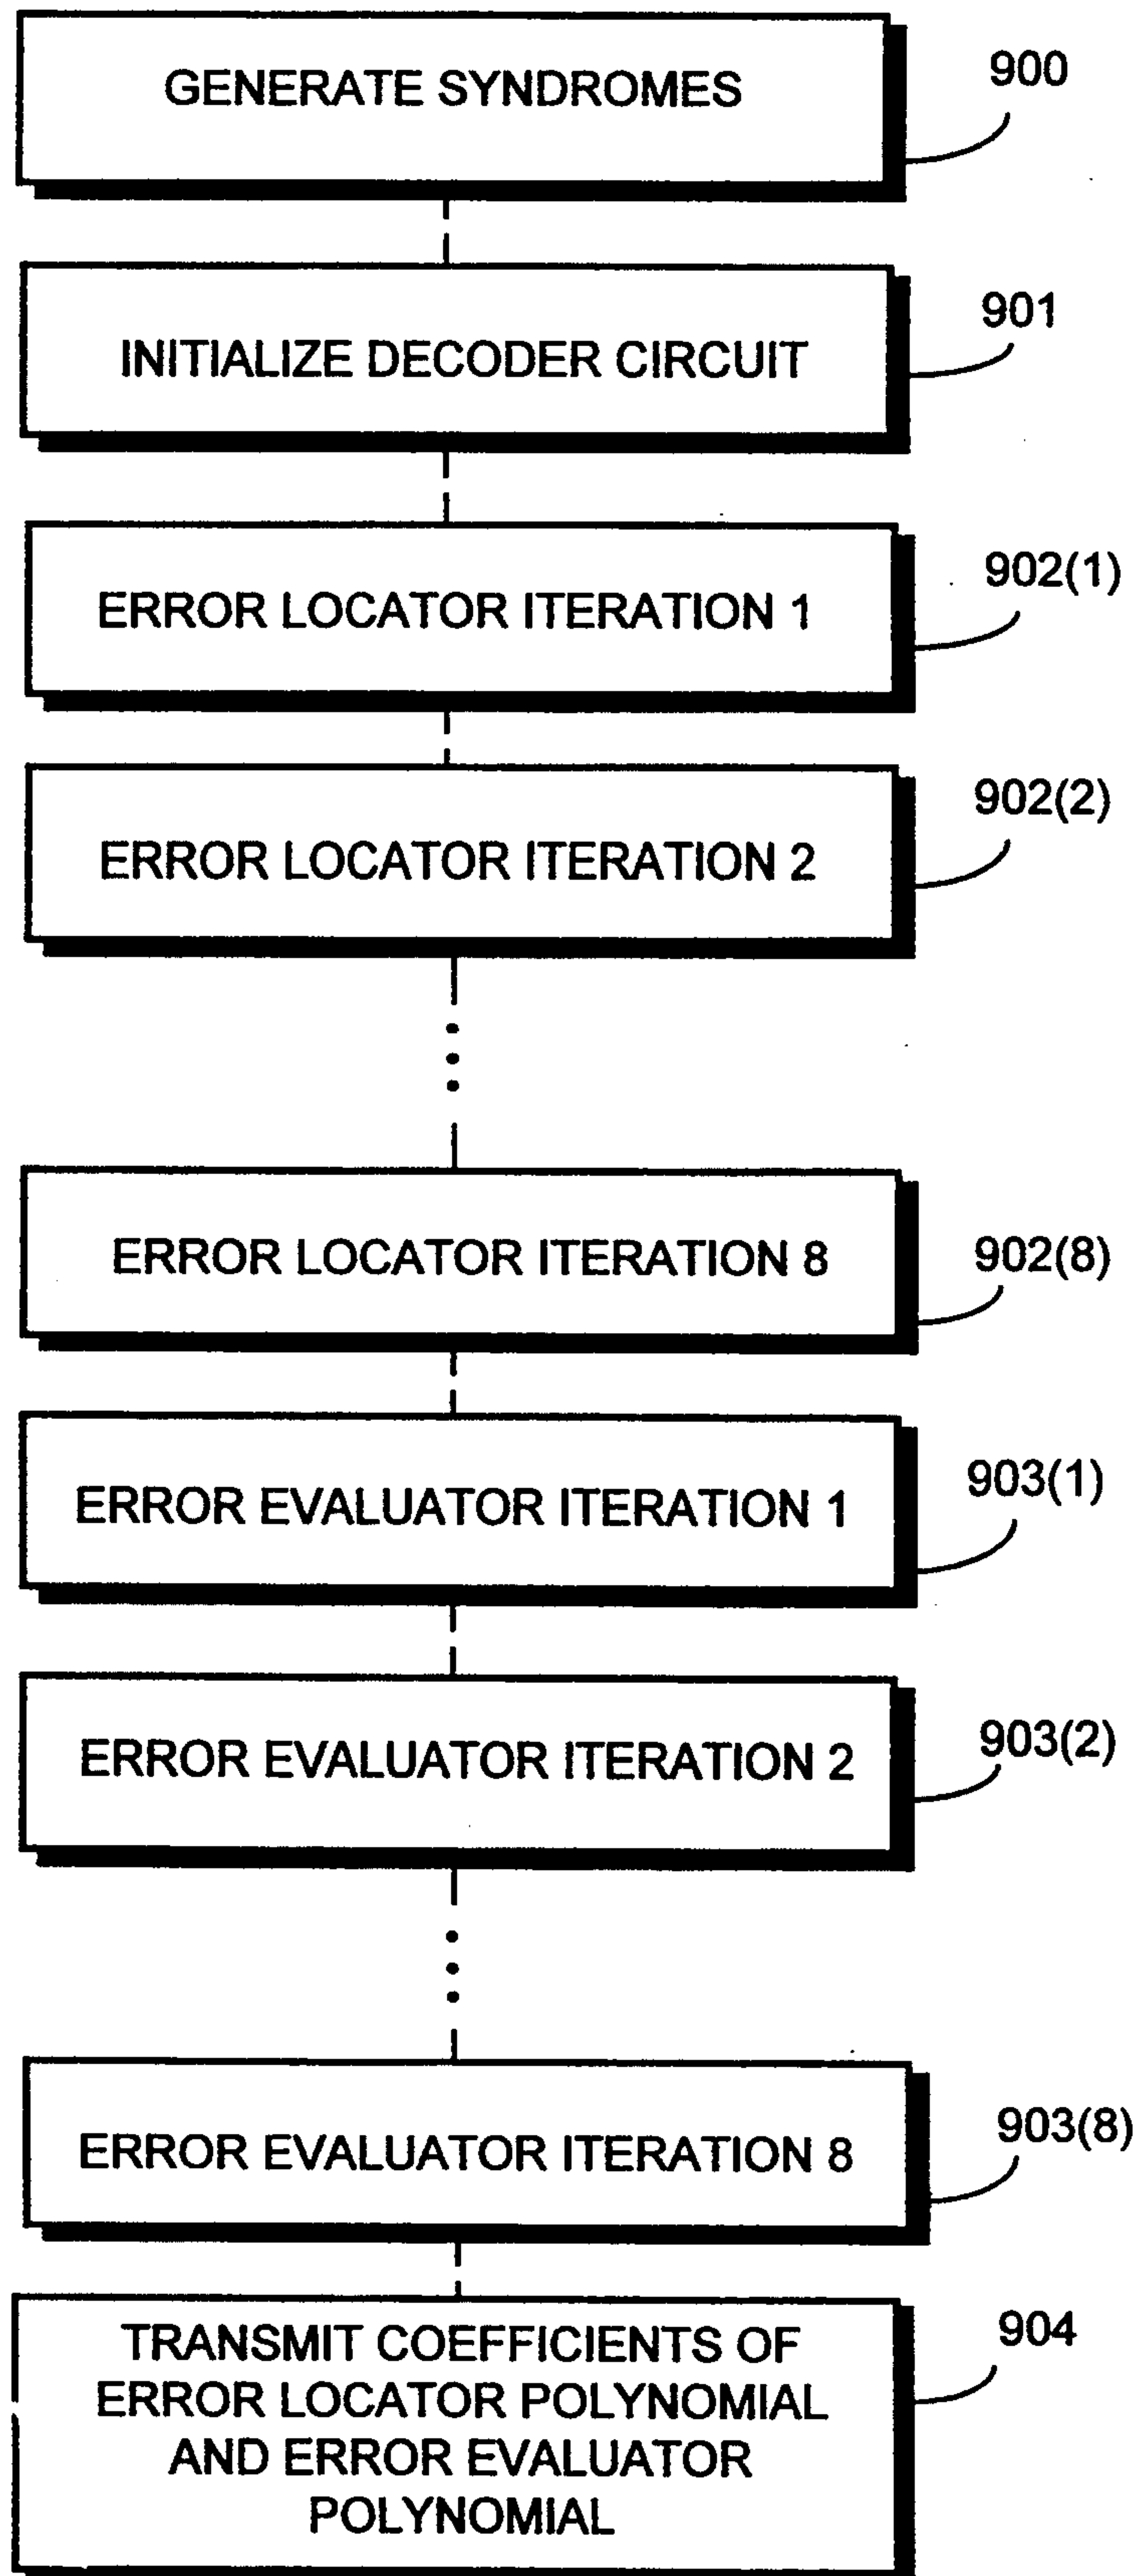 GENERATE SYNDROMES
900
INITIALIZE DECODER CIRCUIT
901
ERROR LOCATOR ITERATION 1
902(1)
ERROR LOCATOR ITERATION 2
902(2)
ERROR LOCATOR ITERATION 8
902(8)
ERROR EVALUATOR ITERATION 1
903(1)
ERROR EVALUATOR ITERATION 2
903(2)
ERROR EVALUATOR ITERATION 8
903(8)
TRANSMIT COEFFICIENTS OF
ERROR LOCATOR POLYNOMIAL
AND ERROR EVALUATOR
POLYNOMIAL
904